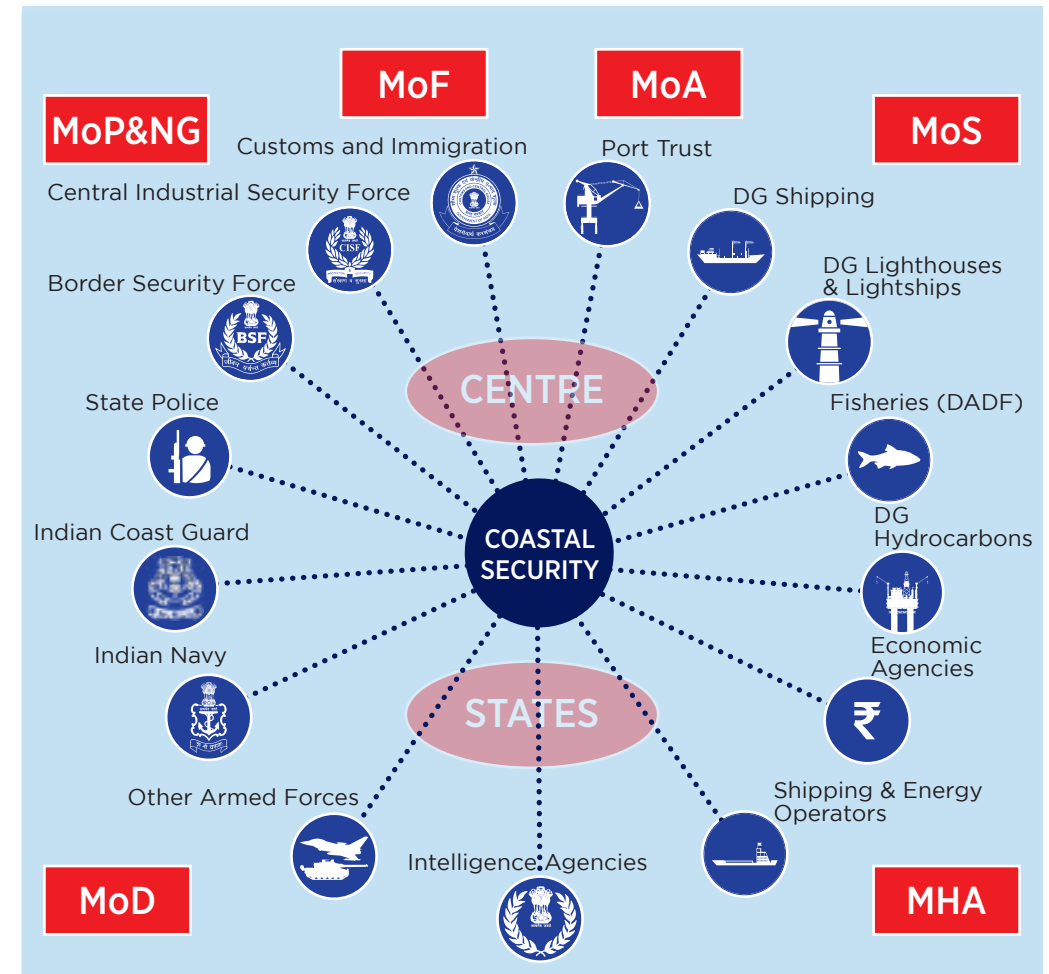 MoF
MoA
MoP&NG
MoS
Customs and Immigration
Port Trust
Central Industrial Security Force
DG Shipping
CISF
DG Lighthouses
& Lightships
Border Security Force
BSF
CENTRE
State Police
Fisheries (DADF)
DG
Hydrocarbons
COASTAL
SECURITY
Indian Coast Guard
Economic
Agencies
Indian Navy
STATES
₹
Other Armed Forces
Shipping & Energy
Operators
Intelligence Agencies
MoD
MHA